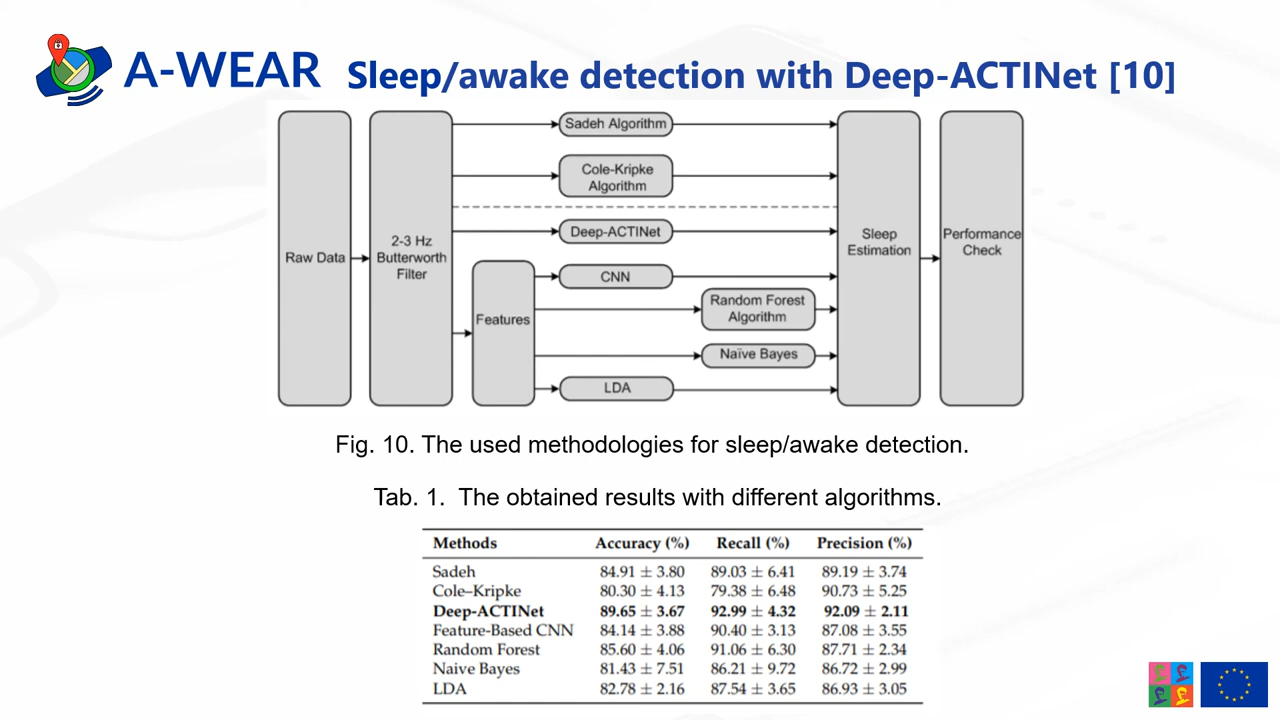 A-WEAR
Sleep/awake detection with Deep-ACTINet [10]
Raw Data
2-3 Hz
Butterworth
Filter
Features
Sadeh Algorithm
Cole-Kripke
Algorithm
Deep-ACTINet
CNN
Random Forest
Algorithm
Naïve Bayes
LDA
Sleep
Estimation
Performance
Check
Fig. 10. The used methodologies for sleep/awake detection.
Tab. 1. The obtained results with different algorithms.
Methods Accuracy (%) Recall (%) Precision (%)
Sadeh 84.91 ± 3.80 89.03 ± 6.41 89.19 ± 3.74
Cole–Kripke 80.30 ± 4.13 79.38 ± 6.48 90.73 ± 5.25
Deep-ACTINet 89.65 ± 3.67 92.99 ± 4.32 92.09 ± 2.11
Feature-Based CNN 84.14 ± 3.88 90.40 ± 3.13 87.08 ± 3.55
Random Forest 85.60 ± 4.06 91.06 ± 6.30 87.71 ± 2.34
Naive Bayes 81.43 ± 7.51 86.21 ± 9.72 86.72 ± 2.99
LDA 82.78 ± 2.16 87.54 ± 3.65 86.93 ± 3.05